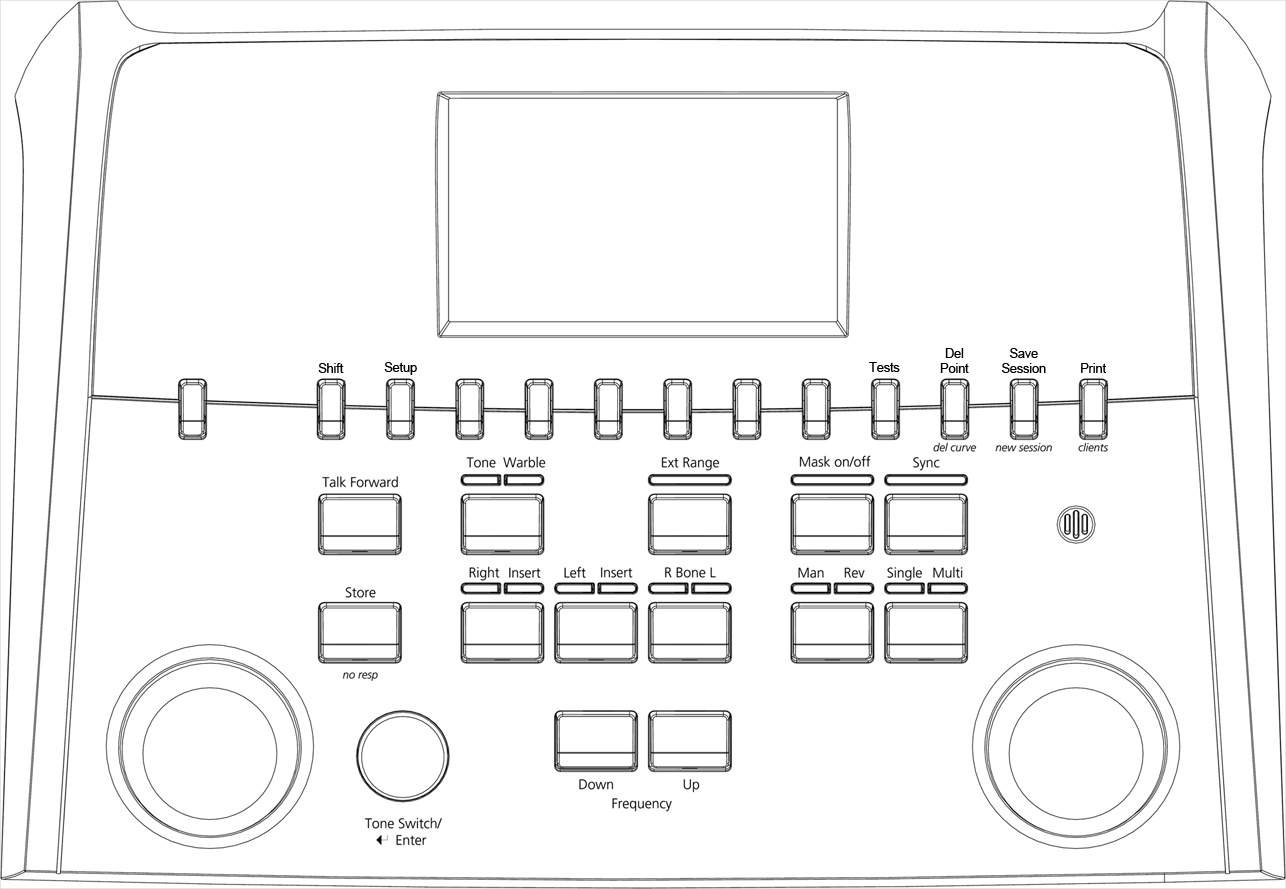 Shift
Setup
Tests
Del
Point
Save
Session
Print
del curve
new session
clients
Talk Forward
Tone Warble
Ext Range
Mask on/off
Sync
Store
Right Insert
Left Insert
R Bone L
Man Rev
Single Multi
no resp
Down
Up
Frequency
Tone Switch/
Enter